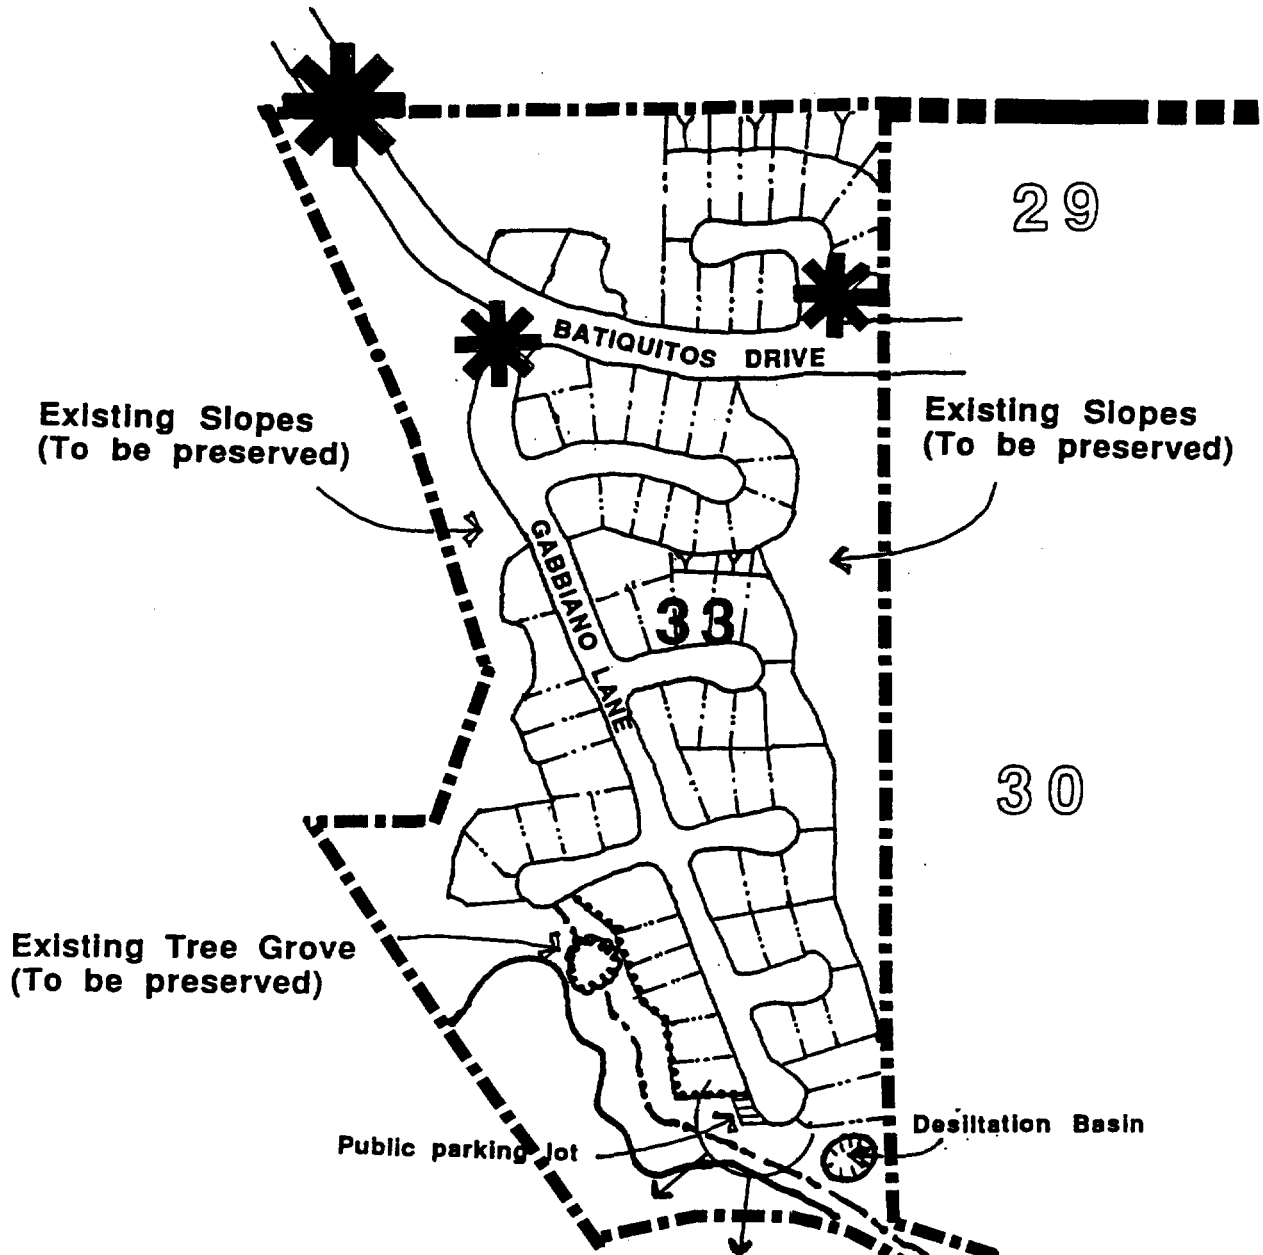 29
BATIQUITOS DRIVE
Existing Slopes
(To be preserved)
Existing Slopes
(To be preserved)
GABBIANO LANE
33
30
Existing Tree Grove
(To be preserved)
Desiltation Basin
Public parking lot